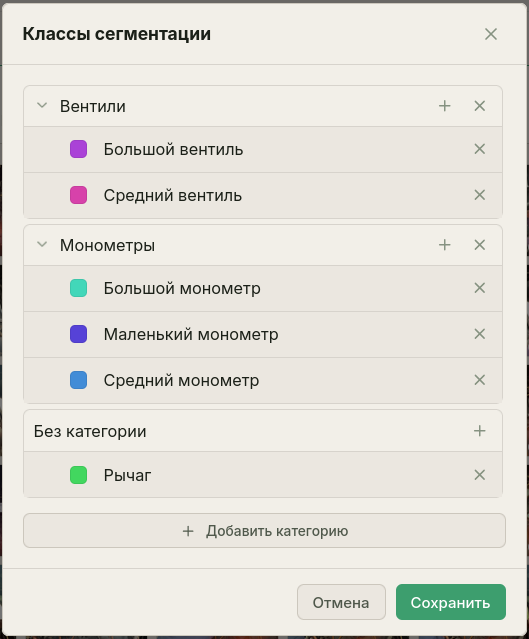 Классы сегментации
Вентили
Большой вентиль
Средний вентиль
Монометры
Большой монометр
Маленький монометр
Средний монометр
Без категории
Рычаг
Добавить категорию
Отмена
Сохранить